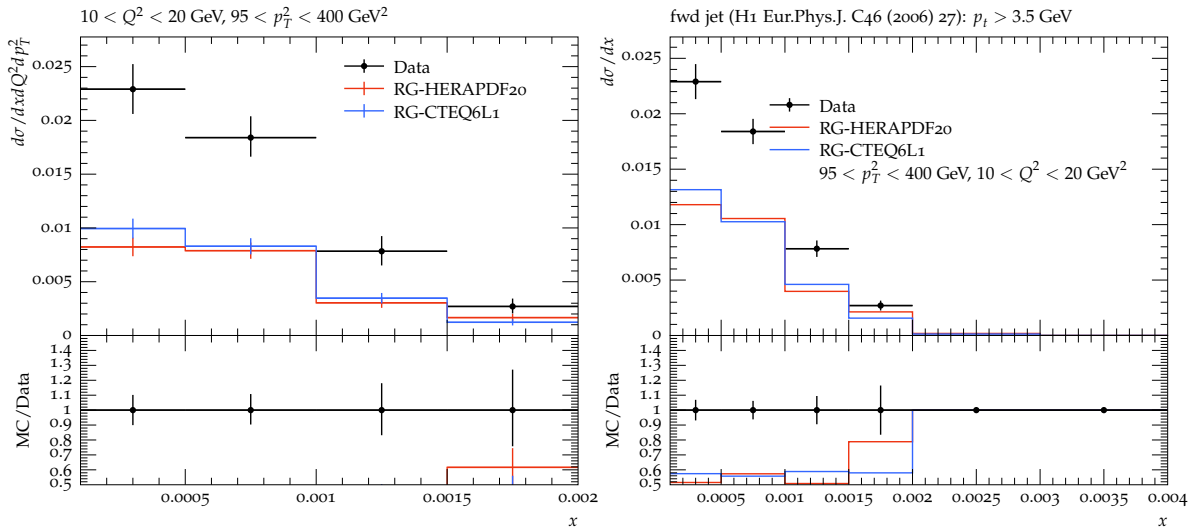 10 < Q² < 20 GeV, 95 < p_T² < 400 GeV²
dσ/dxdQ²dp_T²
0.025
0.02
0.015
0.01
0.005
0
Data
RG-HERAPDF20
RG-CTEQ6L1
MC/Data
1.4
1.3
1.2
1.1
1
0.9
0.8
0.7
0.6
0.5
0.0005
0.001
0.0015
0.002
x
fwd jet (H1 Eur.Phys.J. C46 (2006) 27): p_t > 3.5 GeV
dσ/dx
0.025
0.02
0.015
0.01
0.005
0
Data
RG-HERAPDF20
RG-CTEQ6L1
95 < p_T² < 400 GeV, 10 < Q² < 20 GeV²
MC/Data
1.4
1.3
1.2
1.1
1
0.9
0.8
0.7
0.6
0.5
0.0005
0.001
0.0015
0.002
0.0025
0.003
0.0035
0.004
x